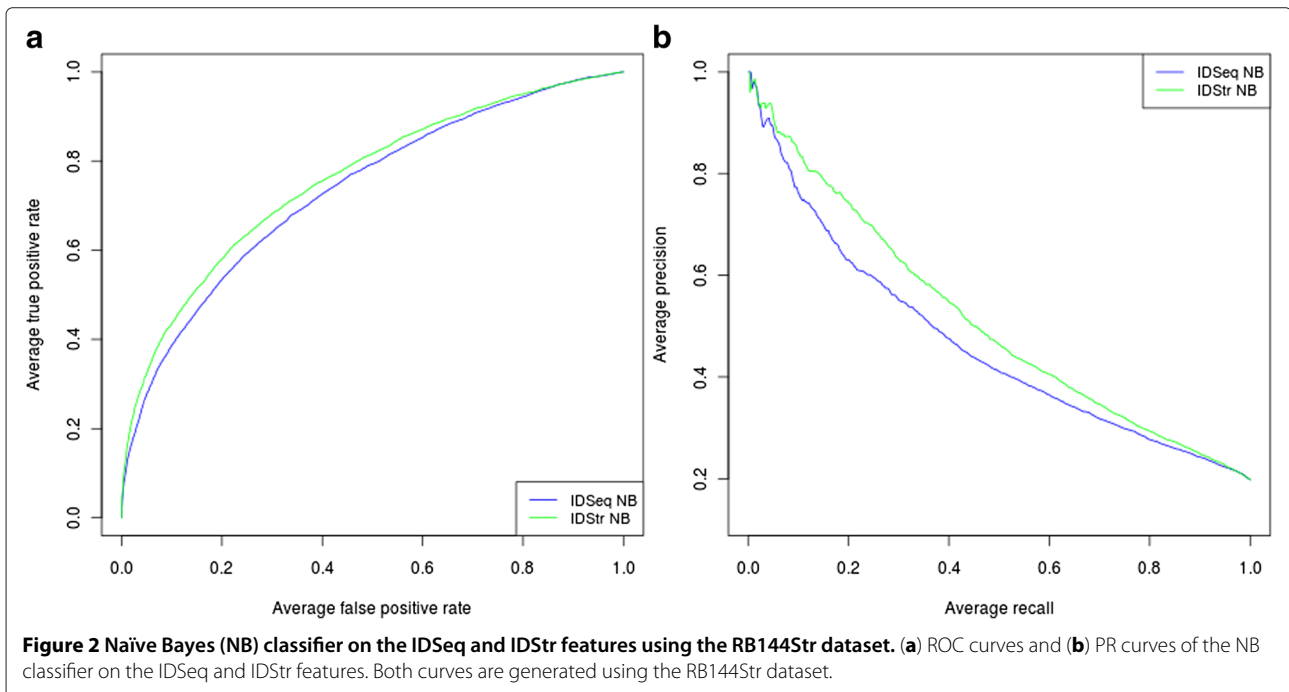 a
1.0
0.8
0.6
0.4
0.2
0.0
Average true positive rate
IDSeq NB
IDStr NB
0.0 0.2 0.4 0.6 0.8 1.0
Average false positive rate
b
1.0
0.8
0.6
0.4
0.2
Average precision
IDSeq NB
IDStr NB
0.0 0.2 0.4 0.6 0.8 1.0
Average recall
Figure 2 Naïve Bayes (NB) classifier on the IDSeq and IDStr features using the RB144Str dataset. (a) ROC curves and (b) PR curves of the NB
classifier on the IDSeq and IDStr features. Both curves are generated using the RB144Str dataset.